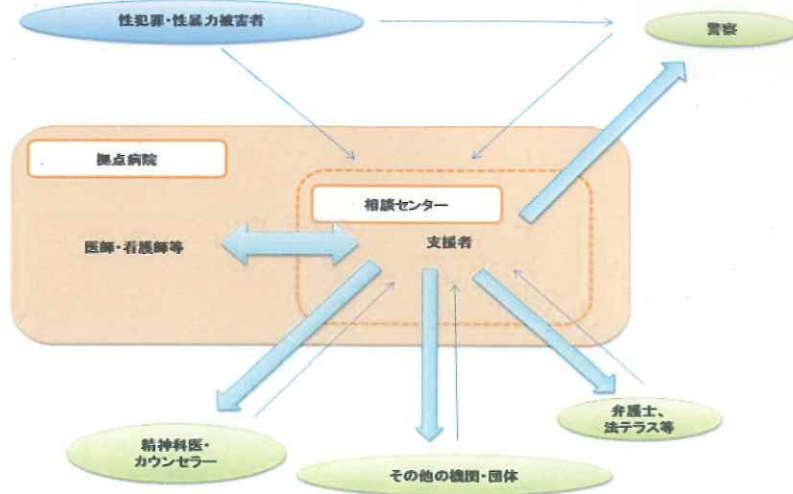 性犯罪・性暴力被害者
警察
拠点病院
相談センター
医師・看護師等
支援者
弁護士、
法テラス等
精神科医・
カウンセラー
その他の機関・団体